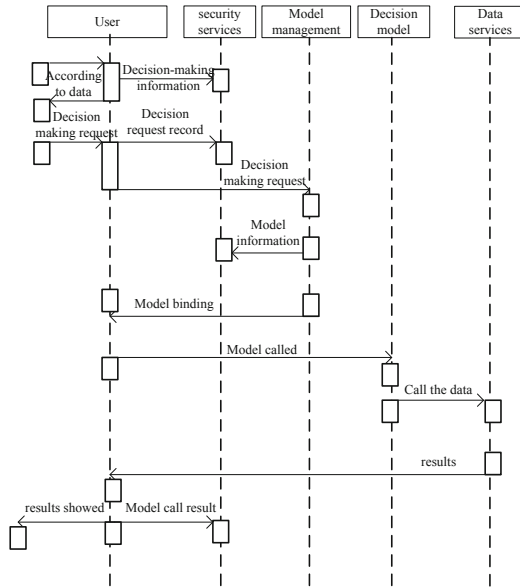 User
security
services
Model
management
Decision
model
Data
services
According
to data
Decision-making
information
Decision
making request
Decision
request record
Decision
making request
Model
information
Model binding
Model called
Call the data
results
results showed
Model call result